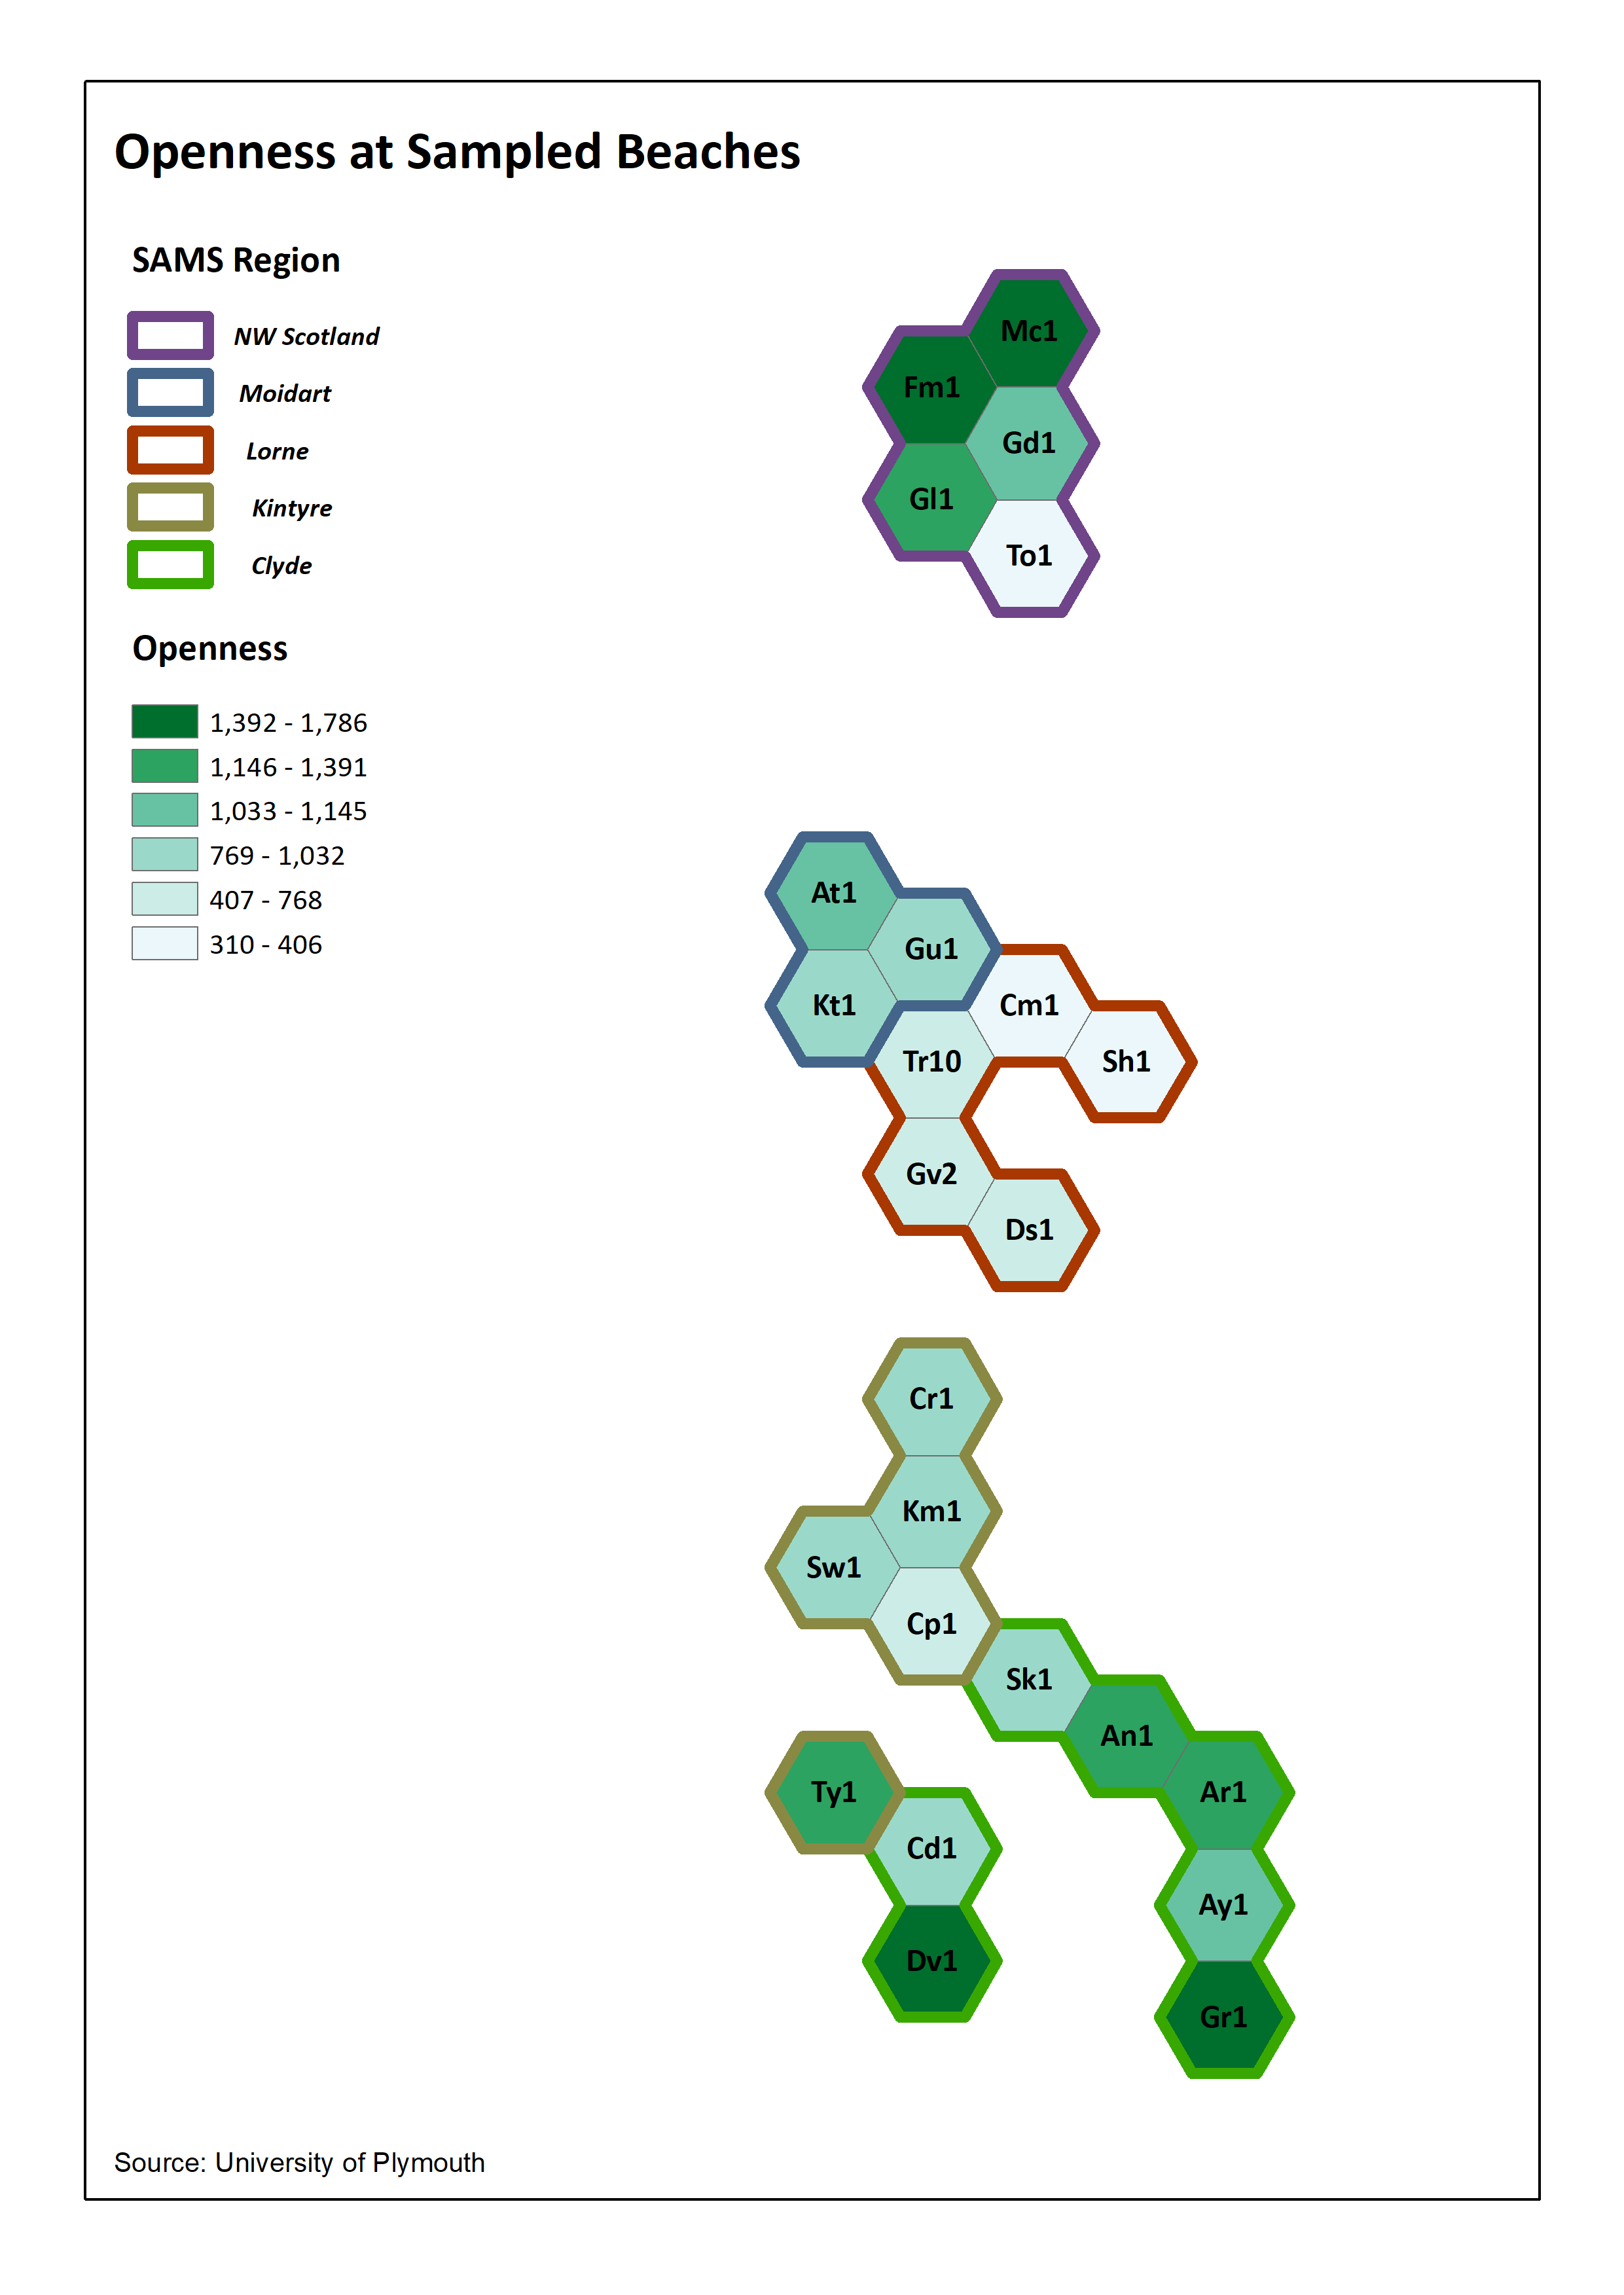 Openness at Sampled Beaches
SAMS Region
NW Scotland
Moidart
Lorne
Kintyre
Clyde
Openness
1,392 - 1,786
1,146 - 1,391
1,033 - 1,145
769 - 1,032
407 - 768
310 - 406
Mc1
Fm1
Gd1
Gl1
To1
At1
Gu1
Kt1
Cm1
Tr10
Sh1
Gv2
Ds1
Cr1
Km1
Sw1
Cp1
Sk1
An1
Ty1
Ar1
Cd1
Ay1
Dv1
Gr1
Source: University of Plymouth